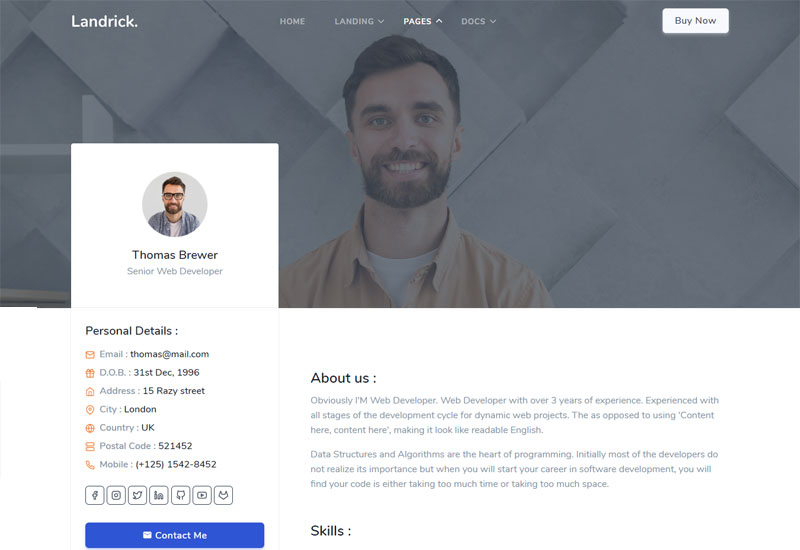 Landrick.
HOME
LANDING
PAGES
DOCS
Buy Now
Thomas Brewer
Senior Web Developer
Personal Details :
Email : thomas@mail.com
D.O.B. : 31st Dec, 1996
Address : 15 Razy street
City : London
Country : UK
Postal Code : 521452
Mobile : (+125) 1542-8452
Contact Me
About us :
Obviously I'M Web Developer. Web Developer with over 3 years of experience. Experienced with
all stages of the development cycle for dynamic web projects. The as opposed to using 'Content
here, content here', making it look like readable English.
Data Structures and Algorithms are the heart of programming. Initially most of the developers do
not realize its importance but when you will start your career in software development, you will
find your code is either taking too much time or taking too much space.
Skills :